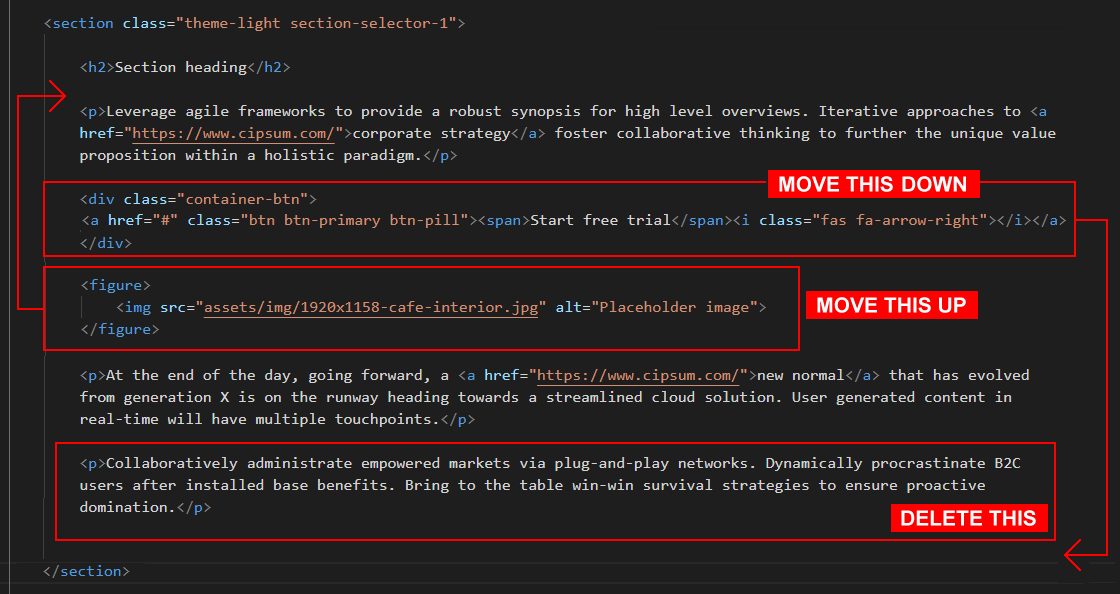 <section class="theme-light section-selector-1">
<h2>Section heading</h2>
<p>Leverage agile frameworks to provide a robust synopsis for high level overviews. Iterative approaches to <a
href="https://www.cipsum.com/">corporate strategy</a> foster collaborative thinking to further the unique value
proposition within a holistic paradigm.</p>
MOVE THIS DOWN
<div class="container-btn">
<a href="#" class="btn btn-primary btn-pill"><span>Start free trial</span><i class="fas fa-arrow-right"></i></a>
</div>
<figure>
<img src="assets/img/1920x1158-cafe-interior.jpg" alt="Placeholder image">
</figure>
MOVE THIS UP
<p>At the end of the day, going forward, a <a href="https://www.cipsum.com/">new normal</a> that has evolved
from generation X is on the runway heading towards a streamlined cloud solution. User generated content in
real-time will have multiple touchpoints.</p>
<p>Collaboratively administrate empowered markets via plug-and-play networks. Dynamically procrastinate B2C
users after installed base benefits. Bring to the table win-win survival strategies to ensure proactive
domination.</p>
DELETE THIS
</section>